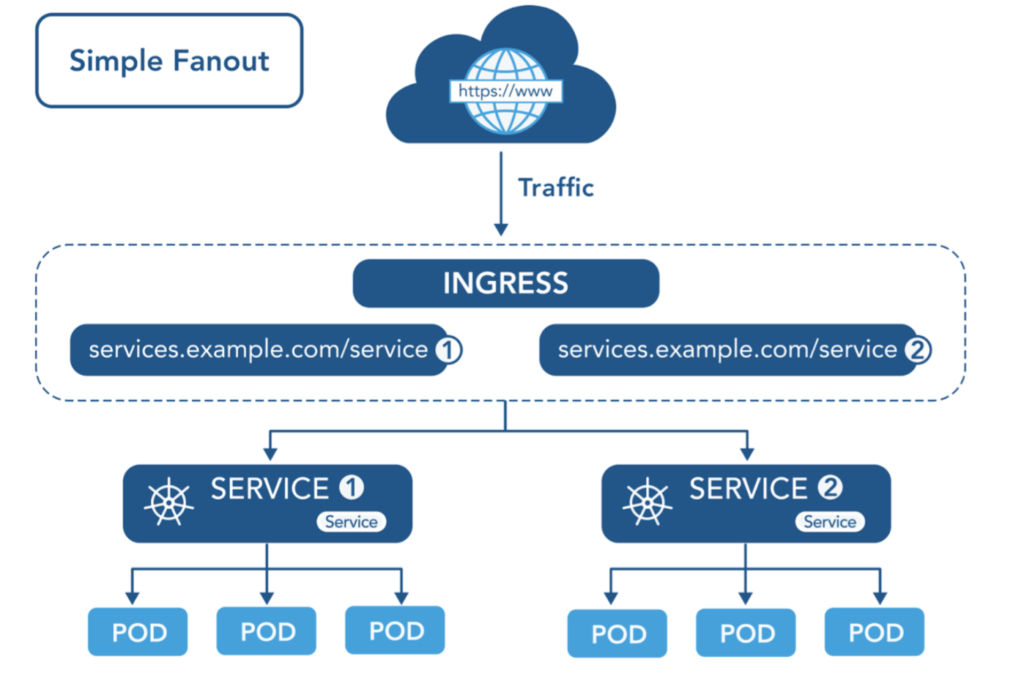 Simple Fanout
https://www
Traffic
INGRESS
services.example.com/service 1
services.example.com/service 2
SERVICE 1
Service
SERVICE 2
Service
POD
POD
POD
POD
POD
POD